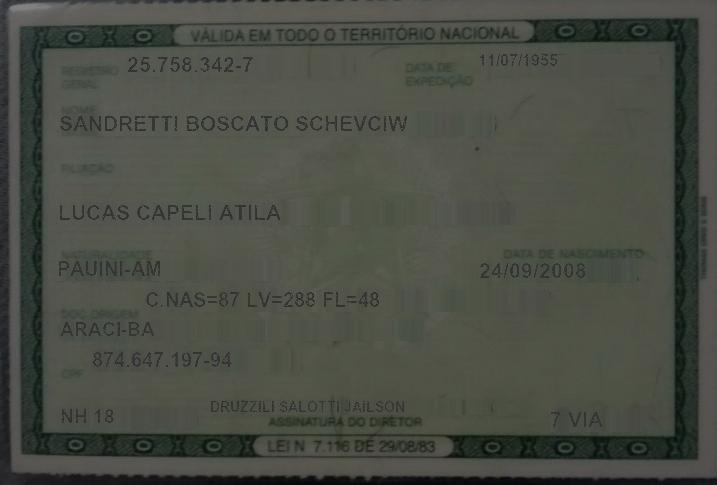 VÁLIDA EM TODO O TERRITÓRIO NACIONAL
REGISTRO GERAL 25.758.342-7 DATA DE EXPEDIÇÃO 11/07/1955
NOME
SANDRETTI BOSCATO SCHEVCIW
FILIAÇÃO
LUCAS CAPELI ATILA
NATURALIDADE DATA DE NASCIMENTO
PAUINI-AM 24/09/2008
C.NAS=87 LV=288 FL=48
DOC ORIGEM
ARACI-BA
874.647.197-94
CPF
DRUZZILI SALOTTI JAILSON
NH 18 ASSINATURA DO DIRETOR 7 VIA
LEI N 7.116 DE 29/08/83